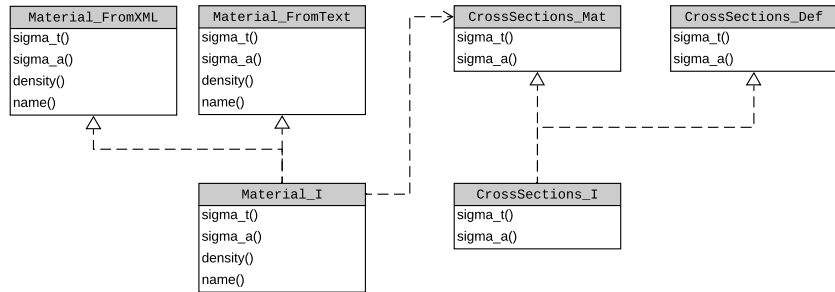 Material_FromXML
sigma_t()
sigma_a()
density()
name()
Material_FromText
sigma_t()
sigma_a()
density()
name()
CrossSections_Mat
sigma_t()
sigma_a()
CrossSections_Def
sigma_t()
sigma_a()
Material_I
sigma_t()
sigma_a()
density()
name()
CrossSections_I
sigma_t()
sigma_a()